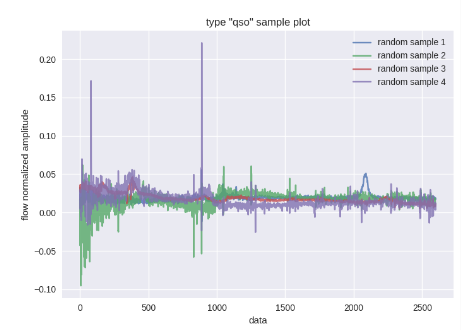 type "qso" sample plot
random sample 1
random sample 2
random sample 3
random sample 4
flow normalized amplitude
0.20
0.15
0.10
0.05
0.00
−0.05
−0.10
0 500 1000 1500 2000 2500
data